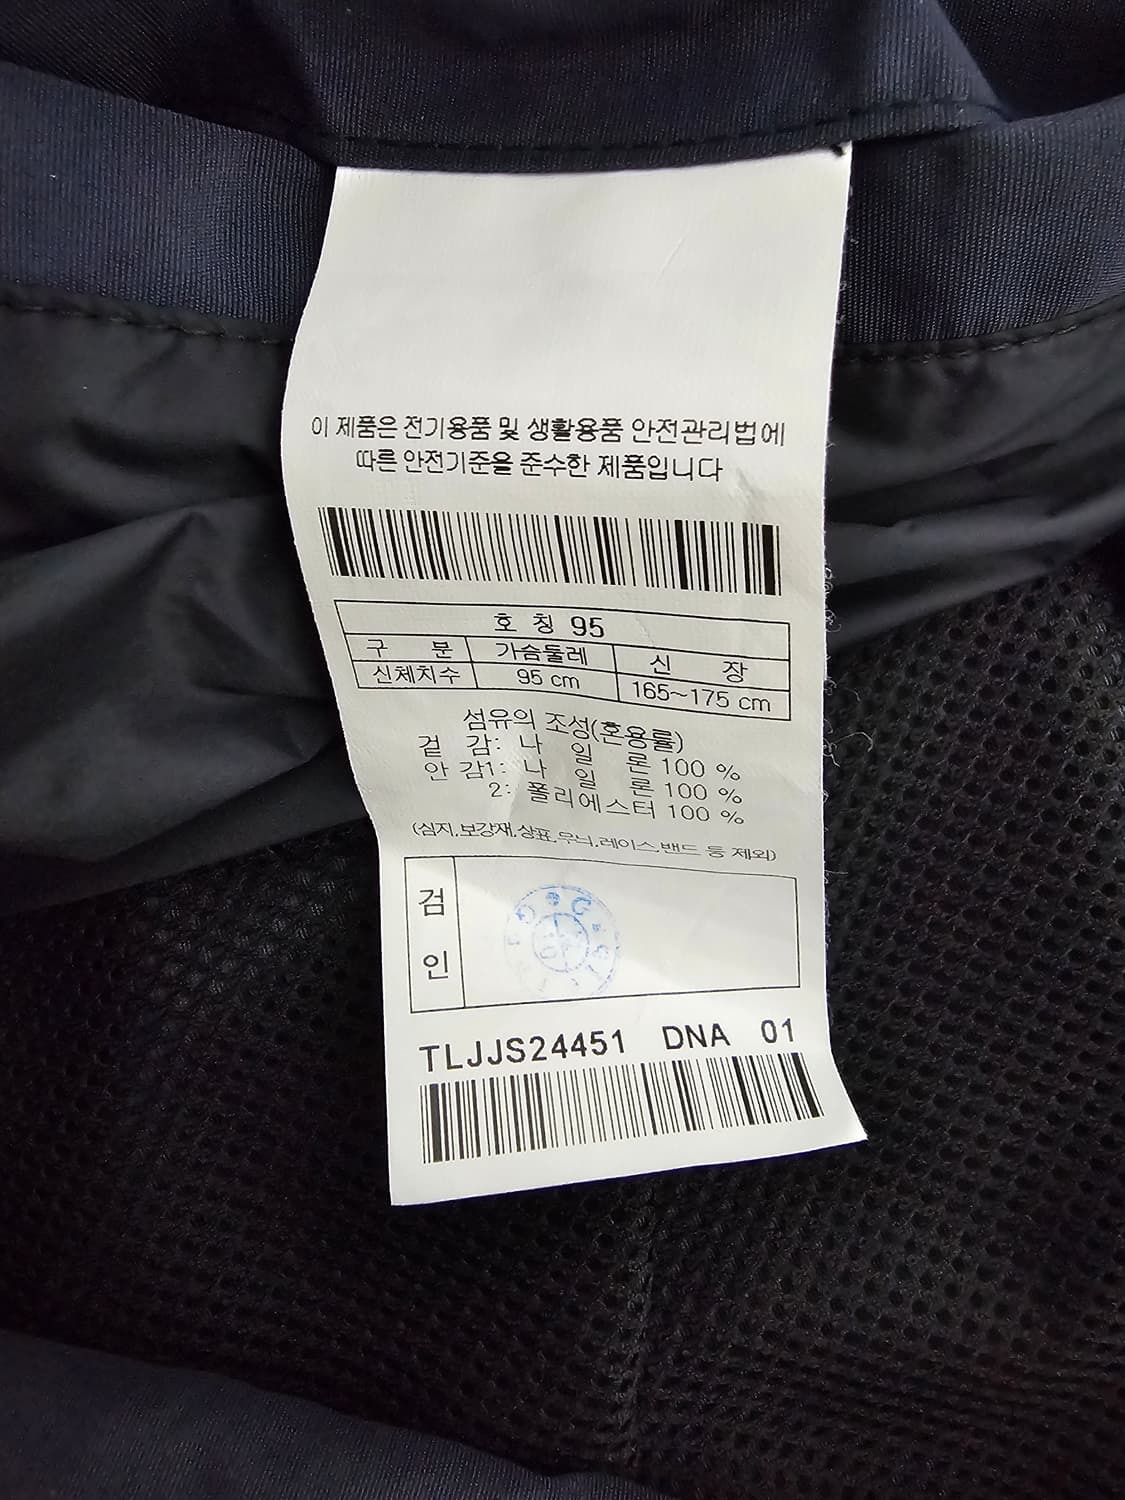 이 제품은 전기용품 및 생활용품 안전관리법에
따른 안전기준을 준수한 제품입니다
호 칭 95
구 분 가슴둘레 신 장
신체치수 95 cm 165~175 cm
섬유의 조성(혼용률)
겉 감: 나 일 론 100 %
안 감1: 나 일 론 100 %
2: 폴리에스터 100 %
(심지,보강재,상표,무늬,레이스,밴드 등 제외)
검
인
TLJJS24451 DNA 01